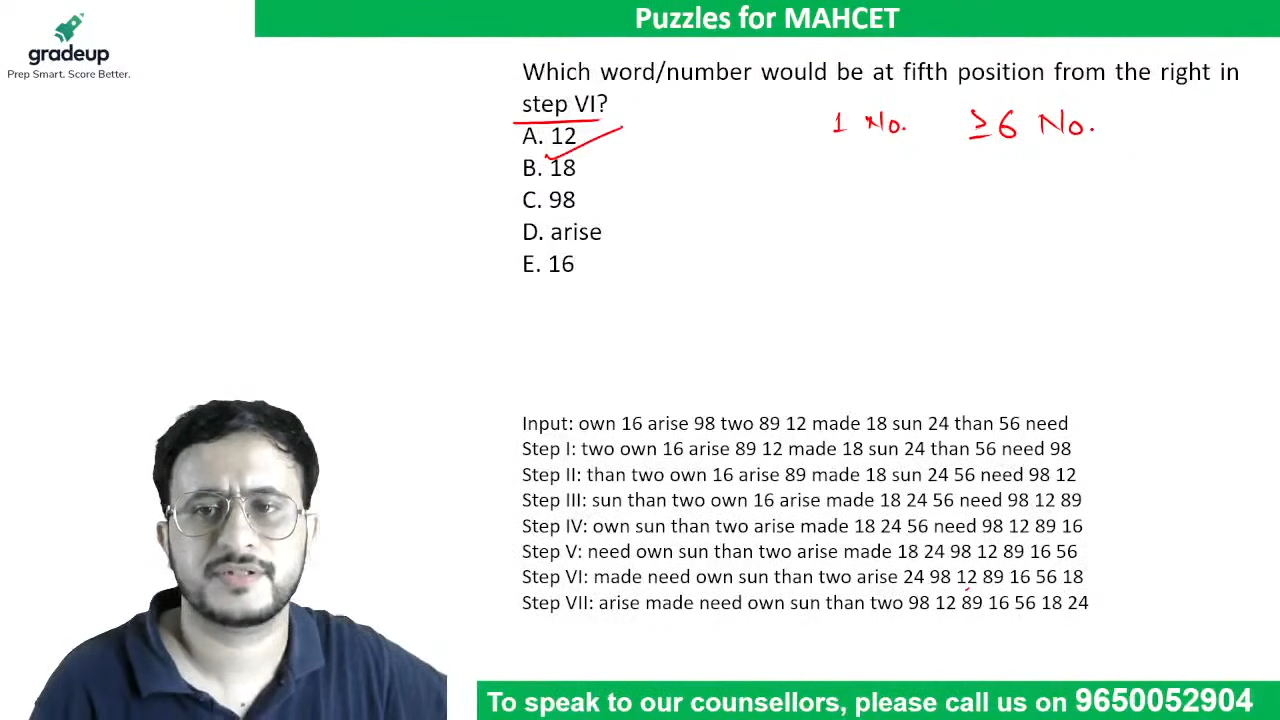 Puzzles for MAHCET
gradeup
Prep Smart. Score Better.
Which word/number would be at fifth position from the right in
step VI?
1 No. ≥6 No.
A. 12
B. 18
C. 98
D. arise
E. 16
Input: own 16 arise 98 two 89 12 made 18 sun 24 than 56 need
Step I: two own 16 arise 89 12 made 18 sun 24 than 56 need 98
Step II: than two own 16 arise 89 made 18 sun 24 56 need 98 12
Step III: sun than two own 16 arise made 18 24 56 need 98 12 89
Step IV: own sun than two arise made 18 24 56 need 98 12 89 16
Step V: need own sun than two arise made 18 24 98 12 89 16 56
Step VI: made need own sun than two arise 24 98 12 89 16 56 18
Step VII: arise made need own sun than two 98 12 89 16 56 18 24
To speak to our counsellors, please call us on 9650052904